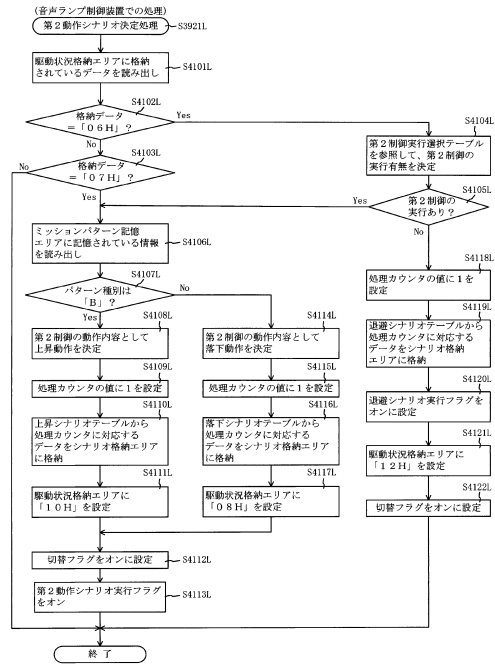 (音声ランプ制御装置での処理)
第2動作シナリオ決定処理
S3921L
駆動状況格納エリアに格納
されているデータを読み出し
S4101L
S4102L
格納データ
=「06H」?
Yes
No
S4103L
格納データ
=「07H」?
No
Yes
S4104L
第2制御実行選択テーブル
を参照して、第2制御の
実行有無を決定
S4105L
第2制御の
実行あり?
Yes
No
ミッションパターン記憶
エリアに記憶されている情報
を読み出し
S4106L
S4107L
パターン種別は
「B」?
No
Yes
S4108L
第2制御の動作内容として
上昇動作を決定
S4109L
処理カウンタの値に1を設定
S4110L
上昇シナリオテーブルから
処理カウンタに対応する
データをシナリオ格納エリア
に格納
S4111L
駆動状況格納エリアに
「10H」を設定
S4114L
第2制御の動作内容として
落下動作を決定
S4115L
処理カウンタの値に1を設定
S4116L
落下シナリオテーブルから
処理カウンタに対応する
データをシナリオ格納エリア
に格納
S4117L
駆動状況格納エリアに
「08H」を設定
S4118L
処理カウンタの値に1を
設定
S4119L
退避シナリオテーブルから
処理カウンタに対応する
データをシナリオ格納
エリアに格納
S4120L
退避シナリオ実行フラグを
オンに設定
S4121L
駆動状況格納エリアに
「12H」を設定
S4122L
切替フラグをオンに設定
切替フラグをオンに設定
S4112L
第2動作シナリオ実行フラグ
をオン
S4113L
終了